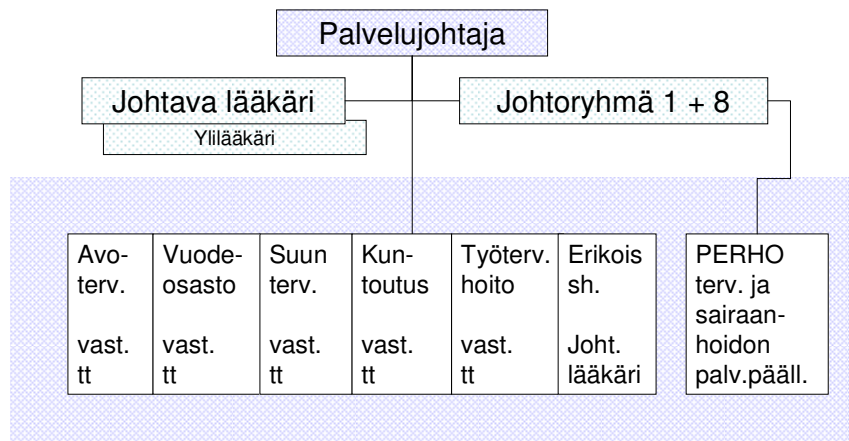 Palvelujohtaja
Johtava lääkäri
Ylilääkäri
Johtoryhmä 1 + 8
Avo-
terv.
vast.
tt
Vuode-
osasto
vast.
tt
Suun
terv.
vast.
tt
Kun-
toutus
vast.
tt
Työterv.
hoito
vast.
tt
Erikois
sh.
Joht.
lääkäri
PERHO
terv. ja
sairaan-
hoidon
palv.pääll.